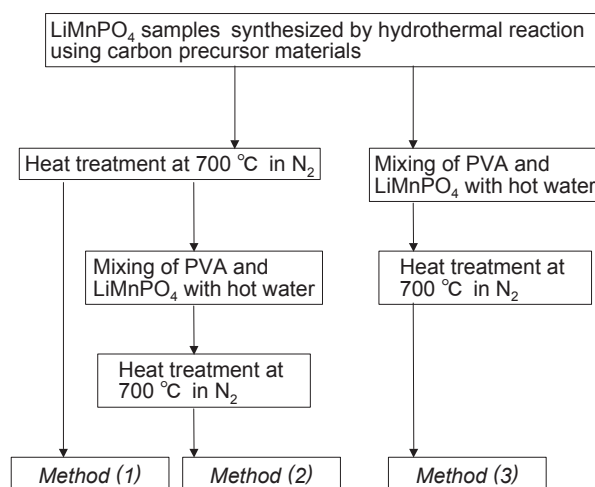 LiMnPO₄ samples synthesized by hydrothermal reaction
using carbon precursor materials
Heat treatment at 700 ℃ in N₂
Mixing of PVA and
LiMnPO₄ with hot water
Mixing of PVA and
LiMnPO₄ with hot water
Heat treatment at
700 ℃ in N₂
Heat treatment at
700 ℃ in N₂
Method (1)
Method (2)
Method (3)